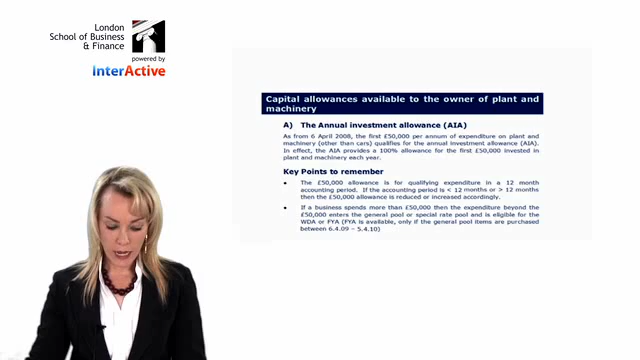 London
School of Business
& Finance
powered by
InterActive
Capital allowances available to the owner of plant and
machinery
A) The Annual investment allowance (AIA)
As from 6 April 2008, the first £50,000 per annum of expenditure on plant and
machinery (other than cars) qualifies for the annual investment allowance (AIA).
In effect, the AIA provides a 100% allowance for the first £50,000 invested in
plant and machinery each year.
Key Points to remember
• The £50,000 allowance is for qualifying expenditure in a 12 month
accounting period. If the accounting period is < 12 months or > 12 months
then the £50,000 allowance is reduced or increased accordingly.
• If a business spends more than £50,000 then the expenditure beyond the
£50,000 enters the general pool or special rate pool and is eligible for the
WDA or FYA (FYA is available, only if the general pool items are purchased
between 6.4.09 – 5.4.10)